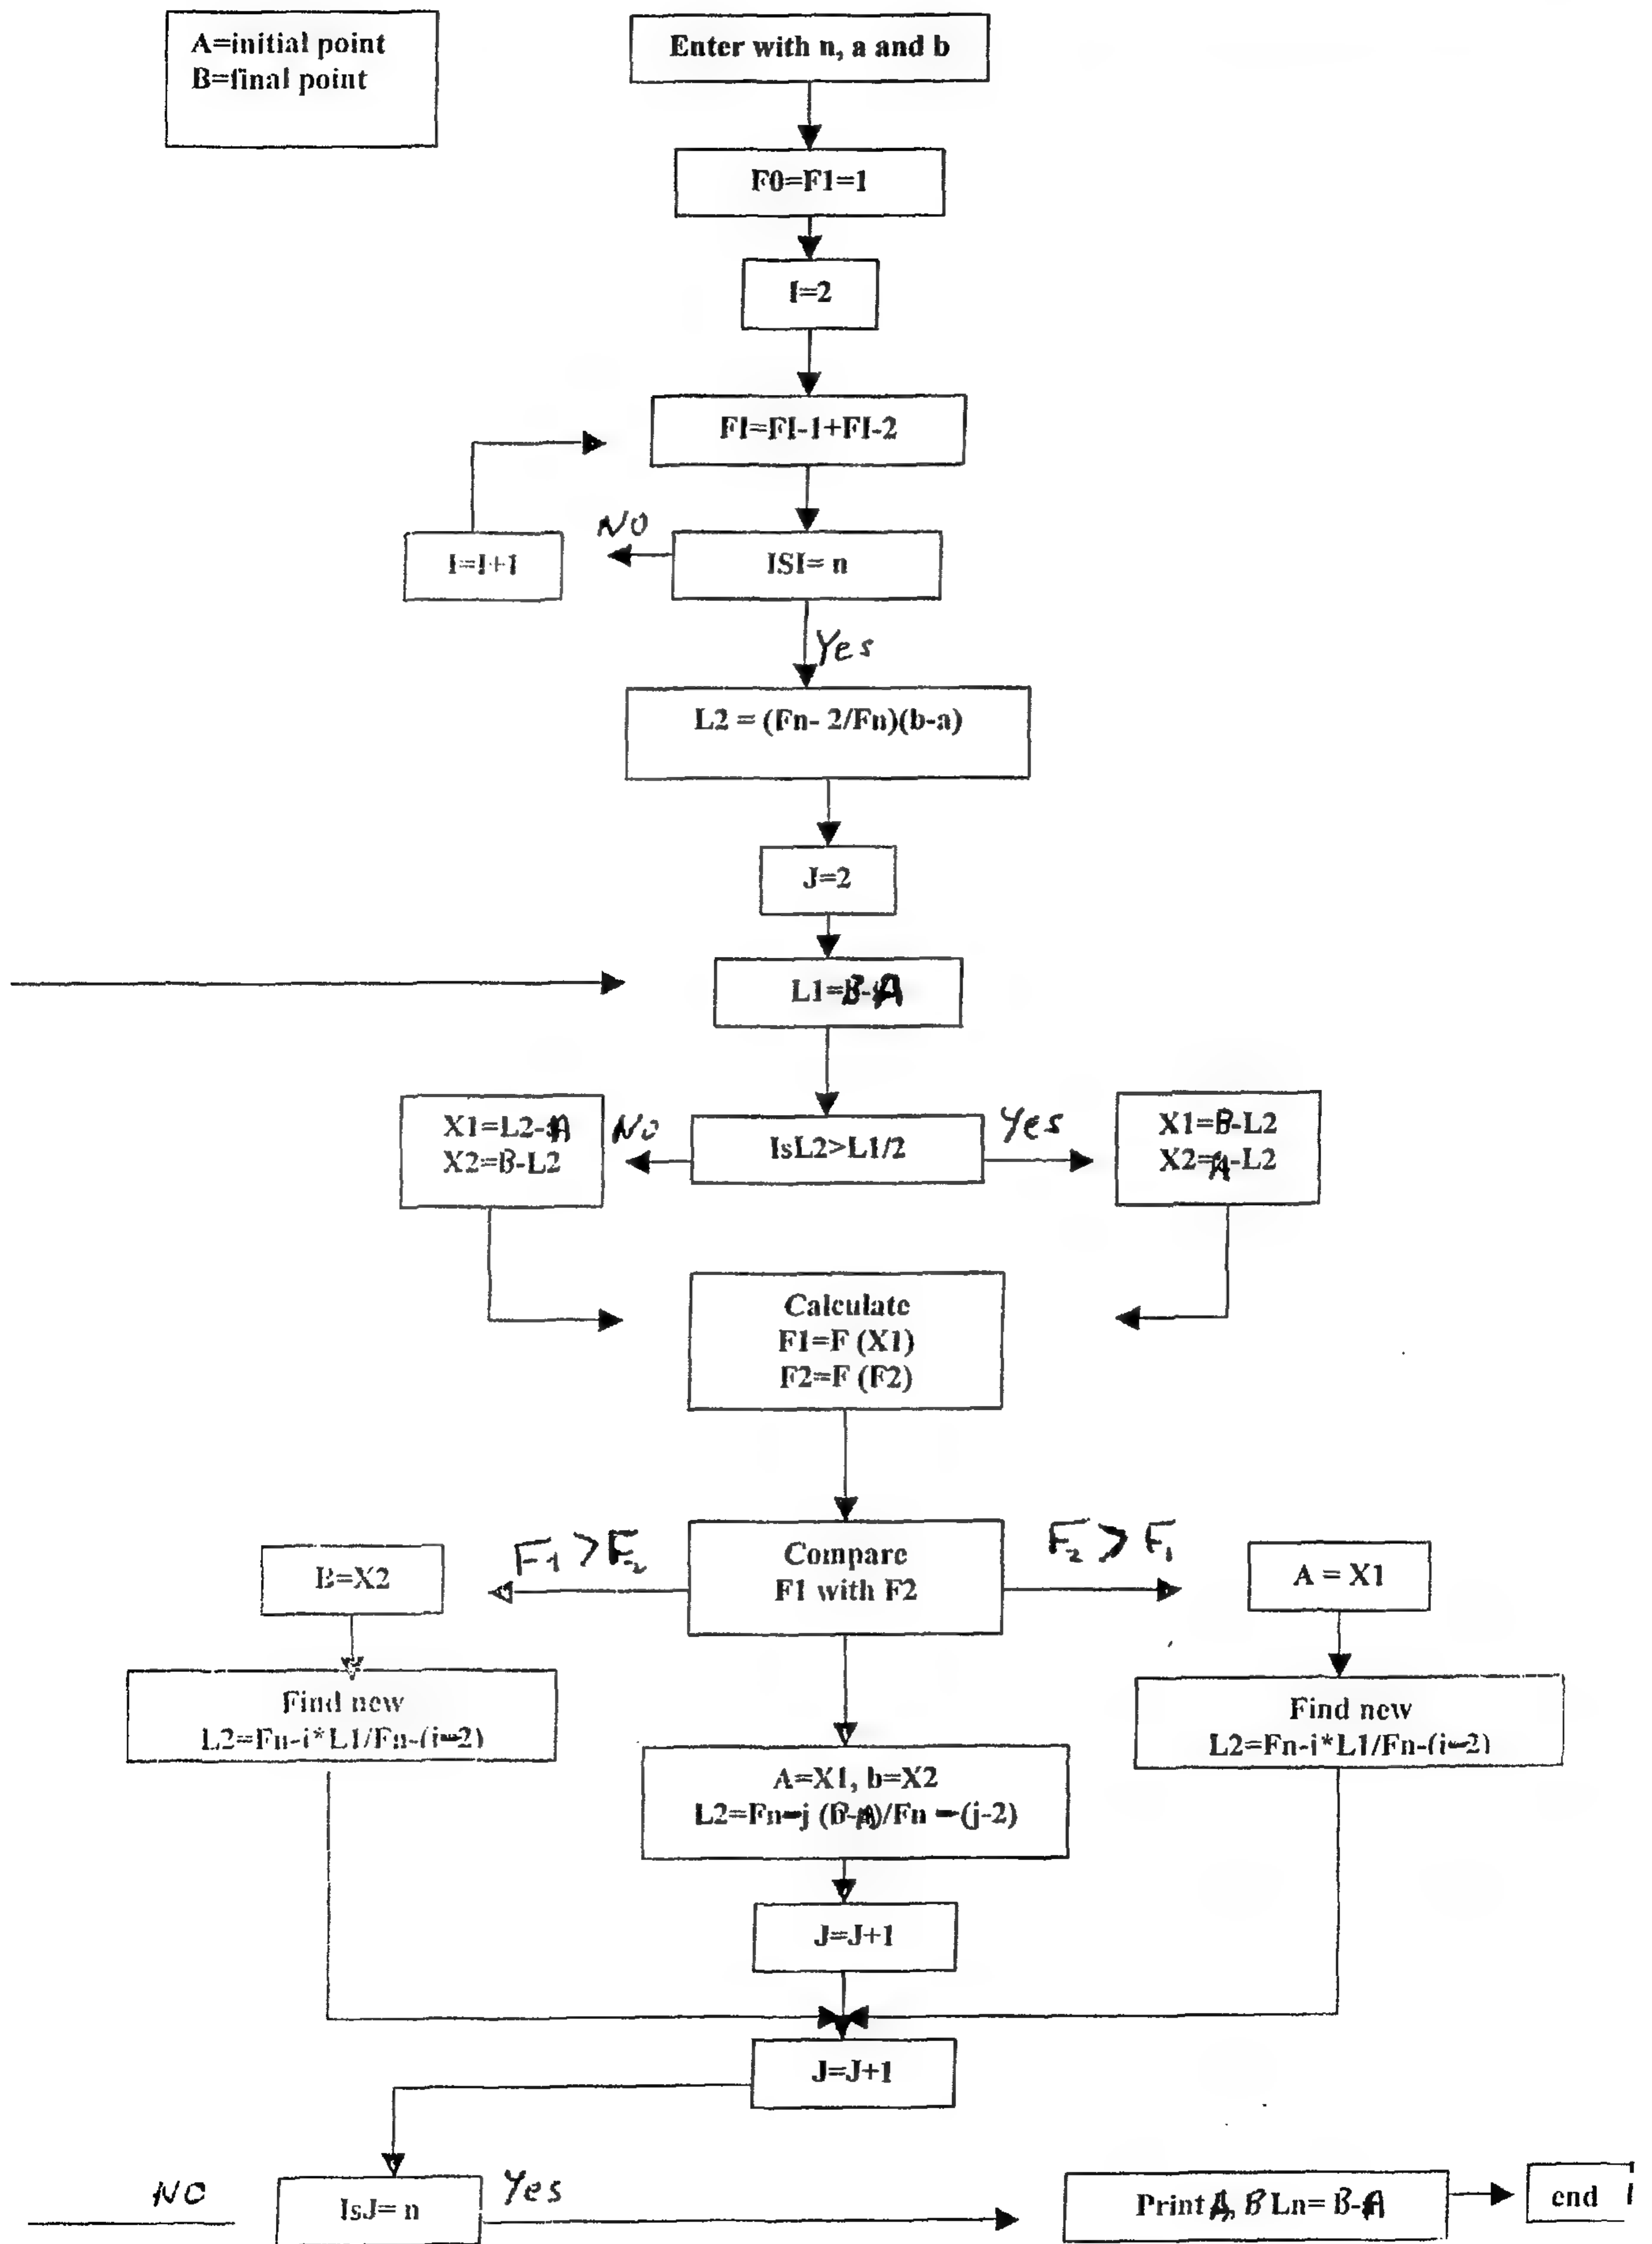 A=initial point
B=final point
Enter with n, a and b
F0=F1=1
I=2
FI=FI-1+FI-2
NO
I=I+1
ISI= n
Yes
L2 = (Fn- 2/Fn)(b-a)
J=2
L1=B-A
X1=L2-A
X2=B-L2
No
IsL2>L1/2
Yes
X1=B-L2
X2=A-L2
Calculate
F1=F (X1)
F2=F (F2)
B=X2
F1 > F2
Compare
F1 with F2
F2 > F1
A = X1
Find new
L2=Fn-i*L1/Fn-(i-2)
Find new
L2=Fn-i*L1/Fn-(i-2)
A=X1, b=X2
L2=Fn-j (B-A)/Fn -(j-2)
J=J+1
J=J+1
NO
IsJ= n
Yes
Print A, B Ln= B-A
end